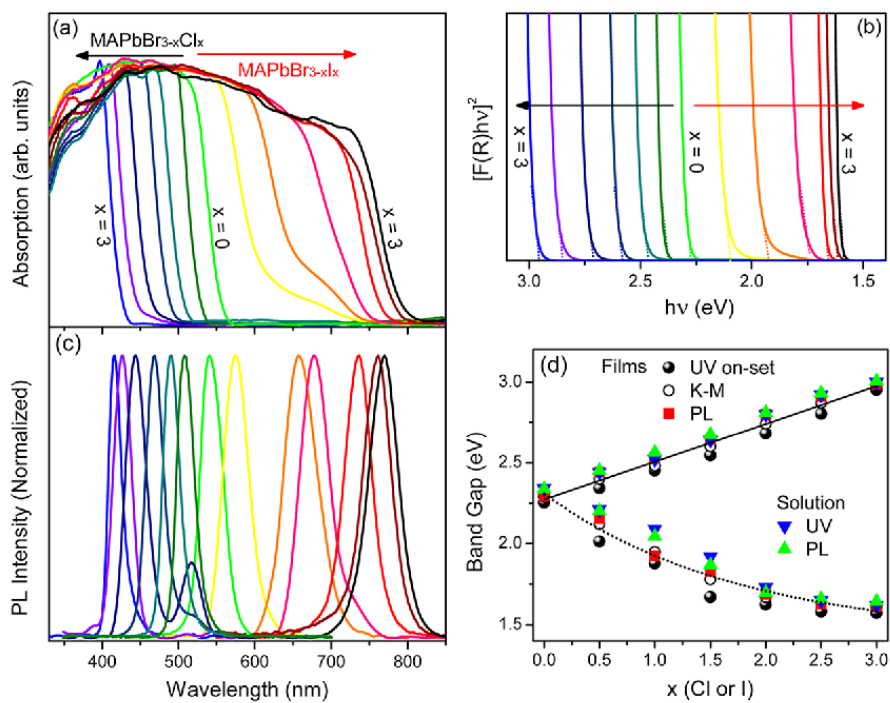 (a)
MAPbBr3-xClx
MAPbBr3-xIx
Absorption (arb. units)
x = 3
x = 0
x = 3
(b)
[F(R)hν]²
x = 3
x = 0
x = 3
3.0 2.5 2.0 1.5
hν (eV)
(c)
PL Intensity (Normalized)
400 500 600 700 800
Wavelength (nm)
(d)
Films
UV on-set
K-M
PL
Solution
UV
PL
Band Gap (eV)
3.0
2.5
2.0
1.5
0.0 0.5 1.0 1.5 2.0 2.5 3.0
x (Cl or I)